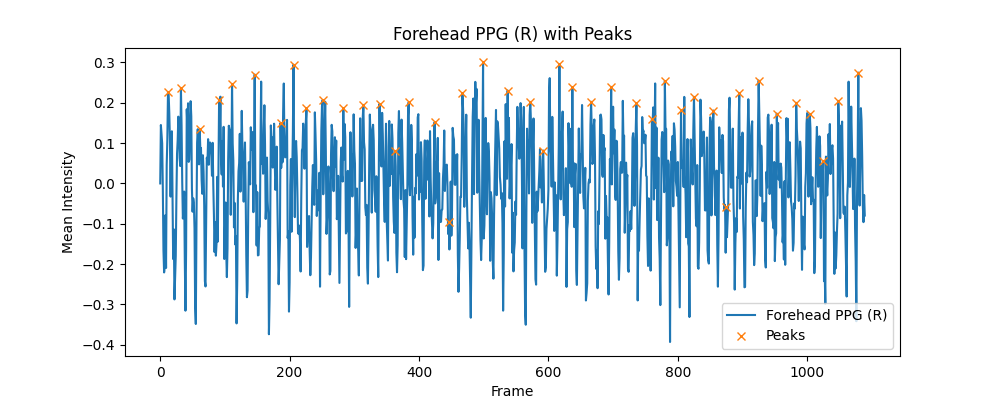 Forehead PPG (R) with Peaks
Mean Intensity
0.3
0.2
0.1
0.0
−0.1
−0.2
−0.3
−0.4
0 200 400 600 800 1000
Frame
Forehead PPG (R)
Peaks